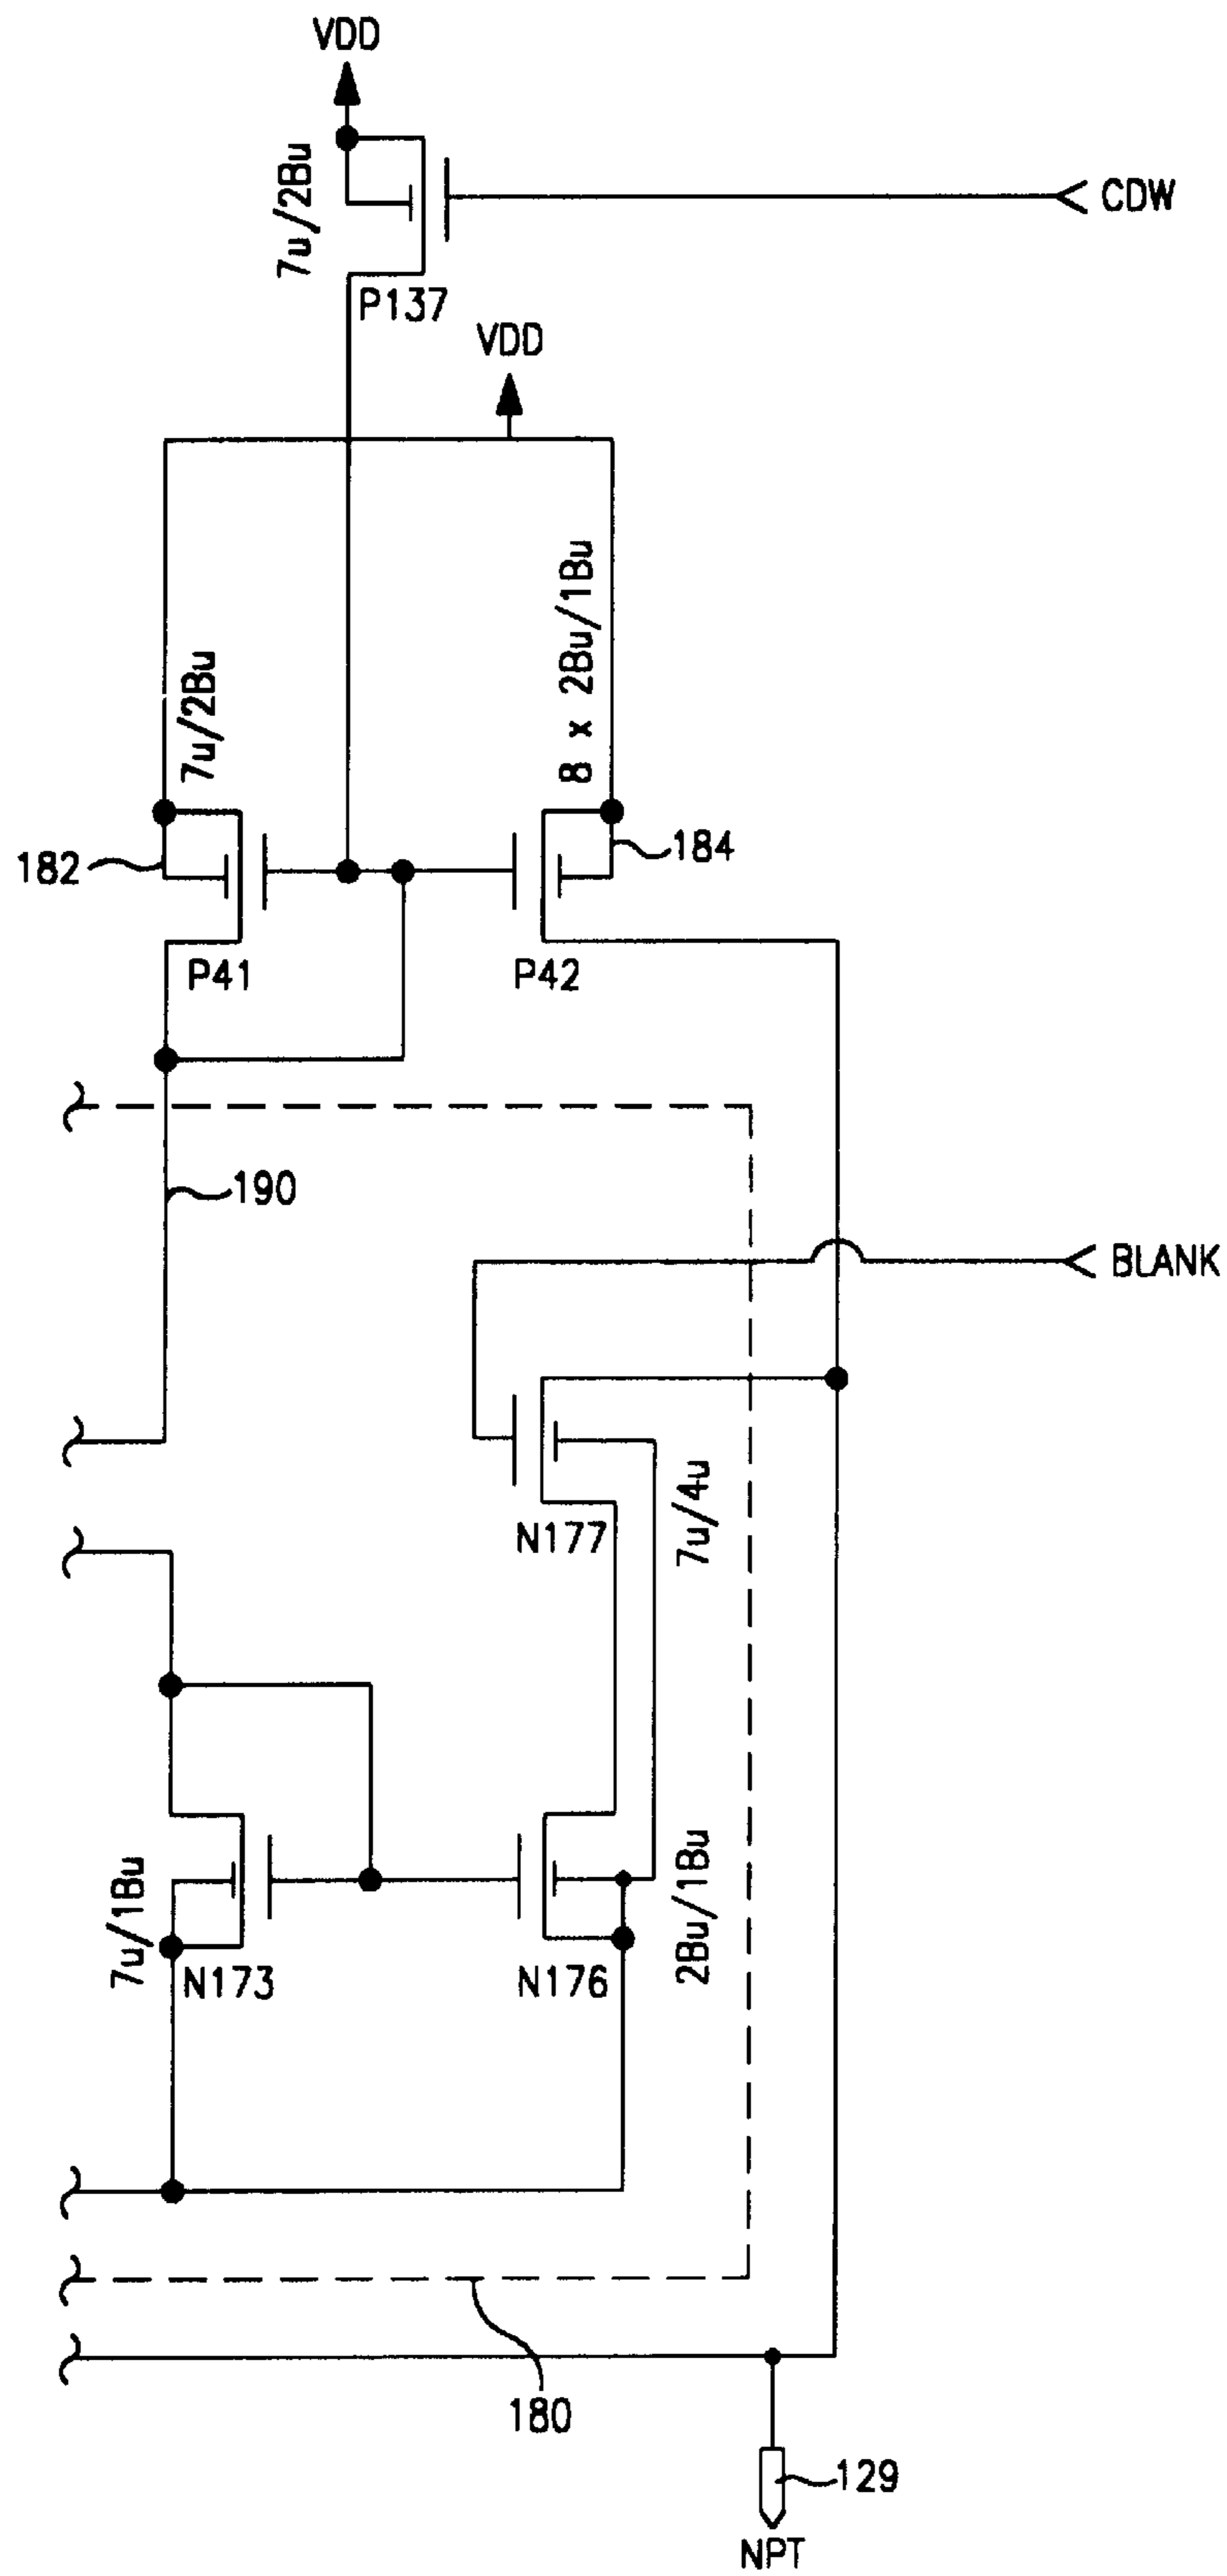 VDD
7u/2Bu
CDW
P137
VDD
7u/2Bu
8 x 2Bu/1Bu
182
184
P41
P42
190
BLANK
7u/4u
N177
7u/1Bu
2Bu/1Bu
N173
N176
180
129
NPT